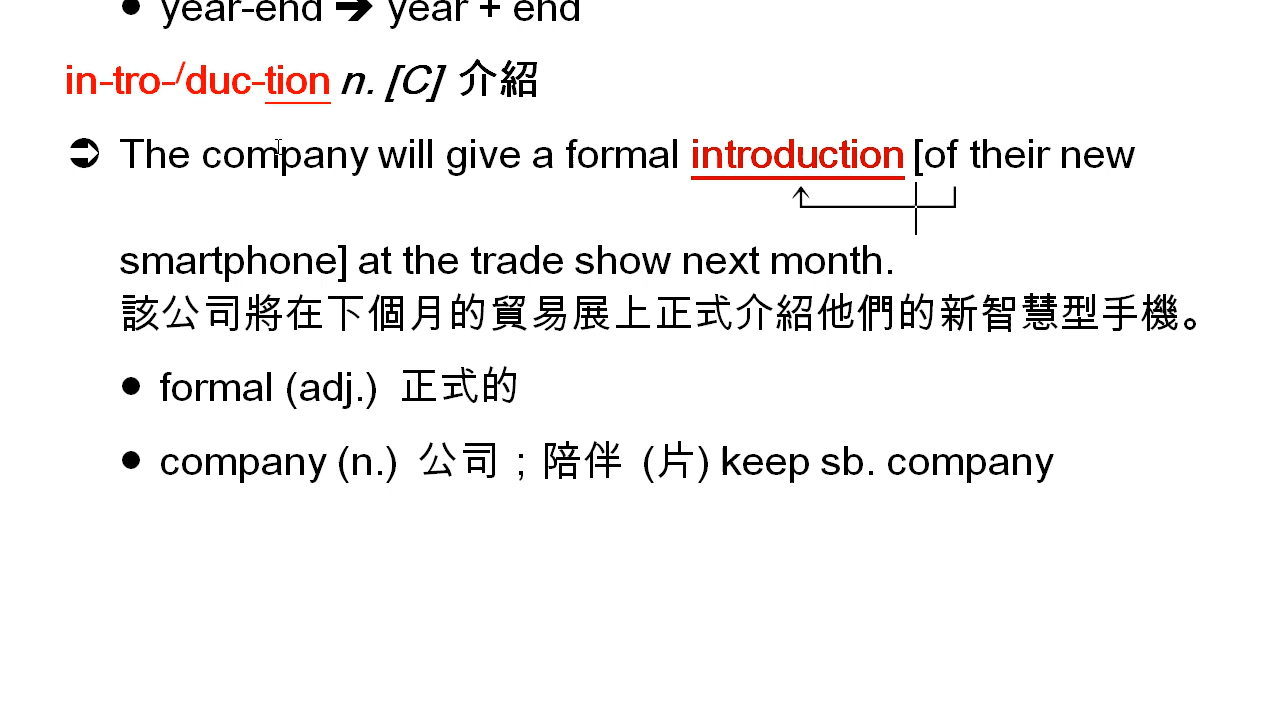 • year-end ➔ year + end
in-tro-/duc-tion n. [C] 介紹
➲ The company will give a formal introduction [of their new
smartphone] at the trade show next month.
該公司將在下個月的貿易展上正式介紹他們的新智慧型手機。
• formal (adj.) 正式的
• company (n.) 公司；陪伴 (片) keep sb. company